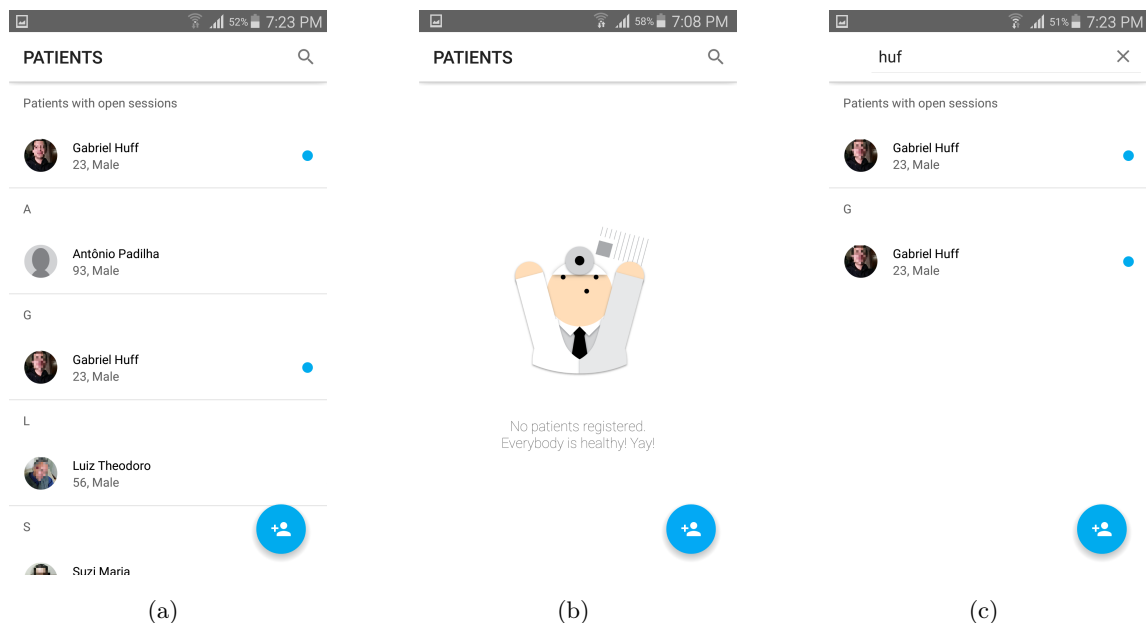 52% 7:23 PM
PATIENTS
Patients with open sessions
Gabriel Huff
23, Male
A
Antônio Padilha
93, Male
G
Gabriel Huff
23, Male
L
Luiz Theodoro
56, Male
S
Suzi Maria
(a)
58% 7:08 PM
PATIENTS
No patients registered.
Everybody is healthy! Yay!
(b)
51% 7:23 PM
huf
Patients with open sessions
Gabriel Huff
23, Male
G
Gabriel Huff
23, Male
(c)